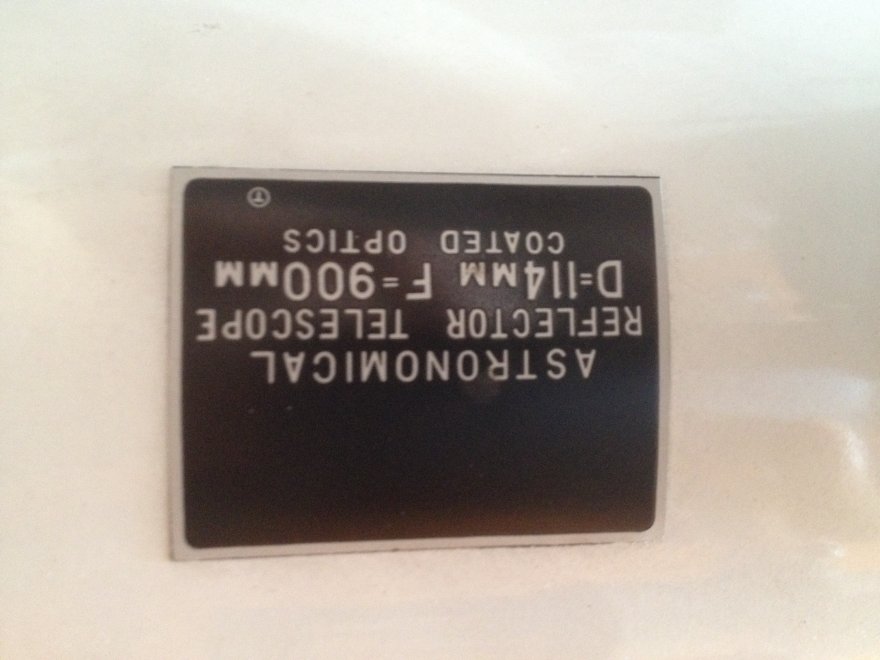 ASTRONOMICAL
REFLECTOR TELESCOPE
D=114MM F=900MM
COATED OPTICS
T